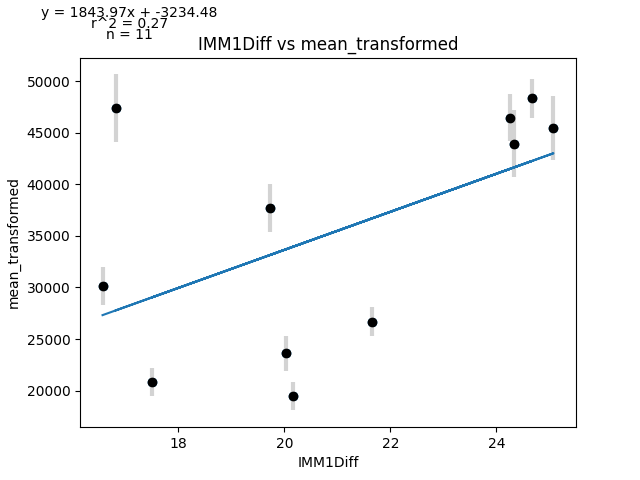 y = 1843.97x + -3234.48
r^2 = 0.27
n = 11
IMM1Diff vs mean_transformed
50000
45000
40000
35000
30000
25000
20000
mean_transformed
18
20
22
24
IMM1Diff